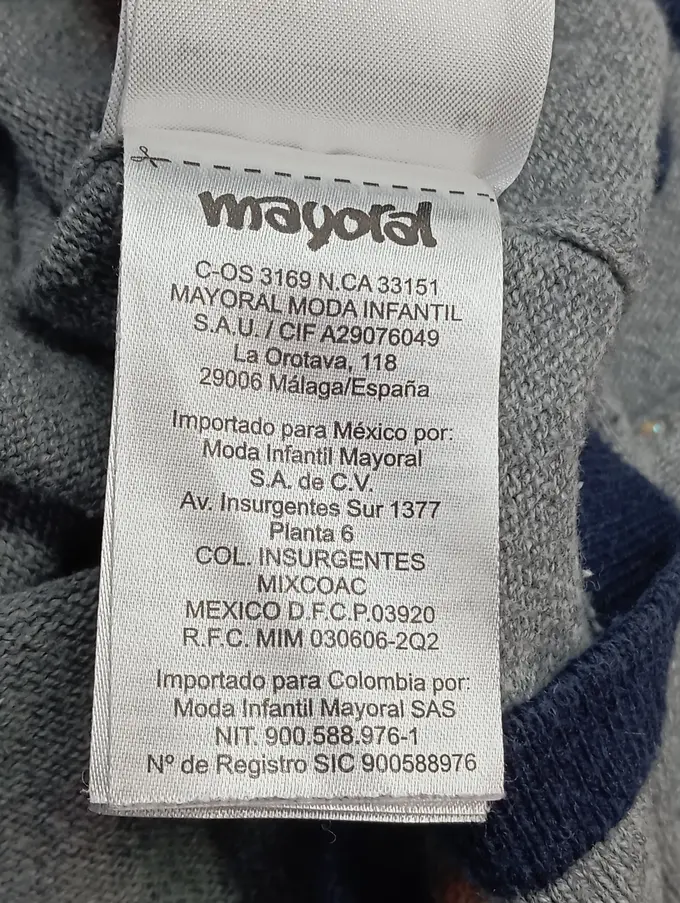 mayoral
C-OS 3169 N.CA 33151
MAYORAL MODA INFANTIL
S.A.U. / CIF A29076049
La Orotava, 118
29006 Málaga/España
Importado para México por:
Moda Infantil Mayoral
S.A. de C.V.
Av. Insurgentes Sur 1377
Planta 6
COL. INSURGENTES
MIXCOAC
MEXICO D.F.C.P.03920
R.F.C. MIM 030606-2Q2
Importado para Colombia por:
Moda Infantil Mayoral SAS
NIT. 900.588.976-1
Nº de Registro SIC 900588976